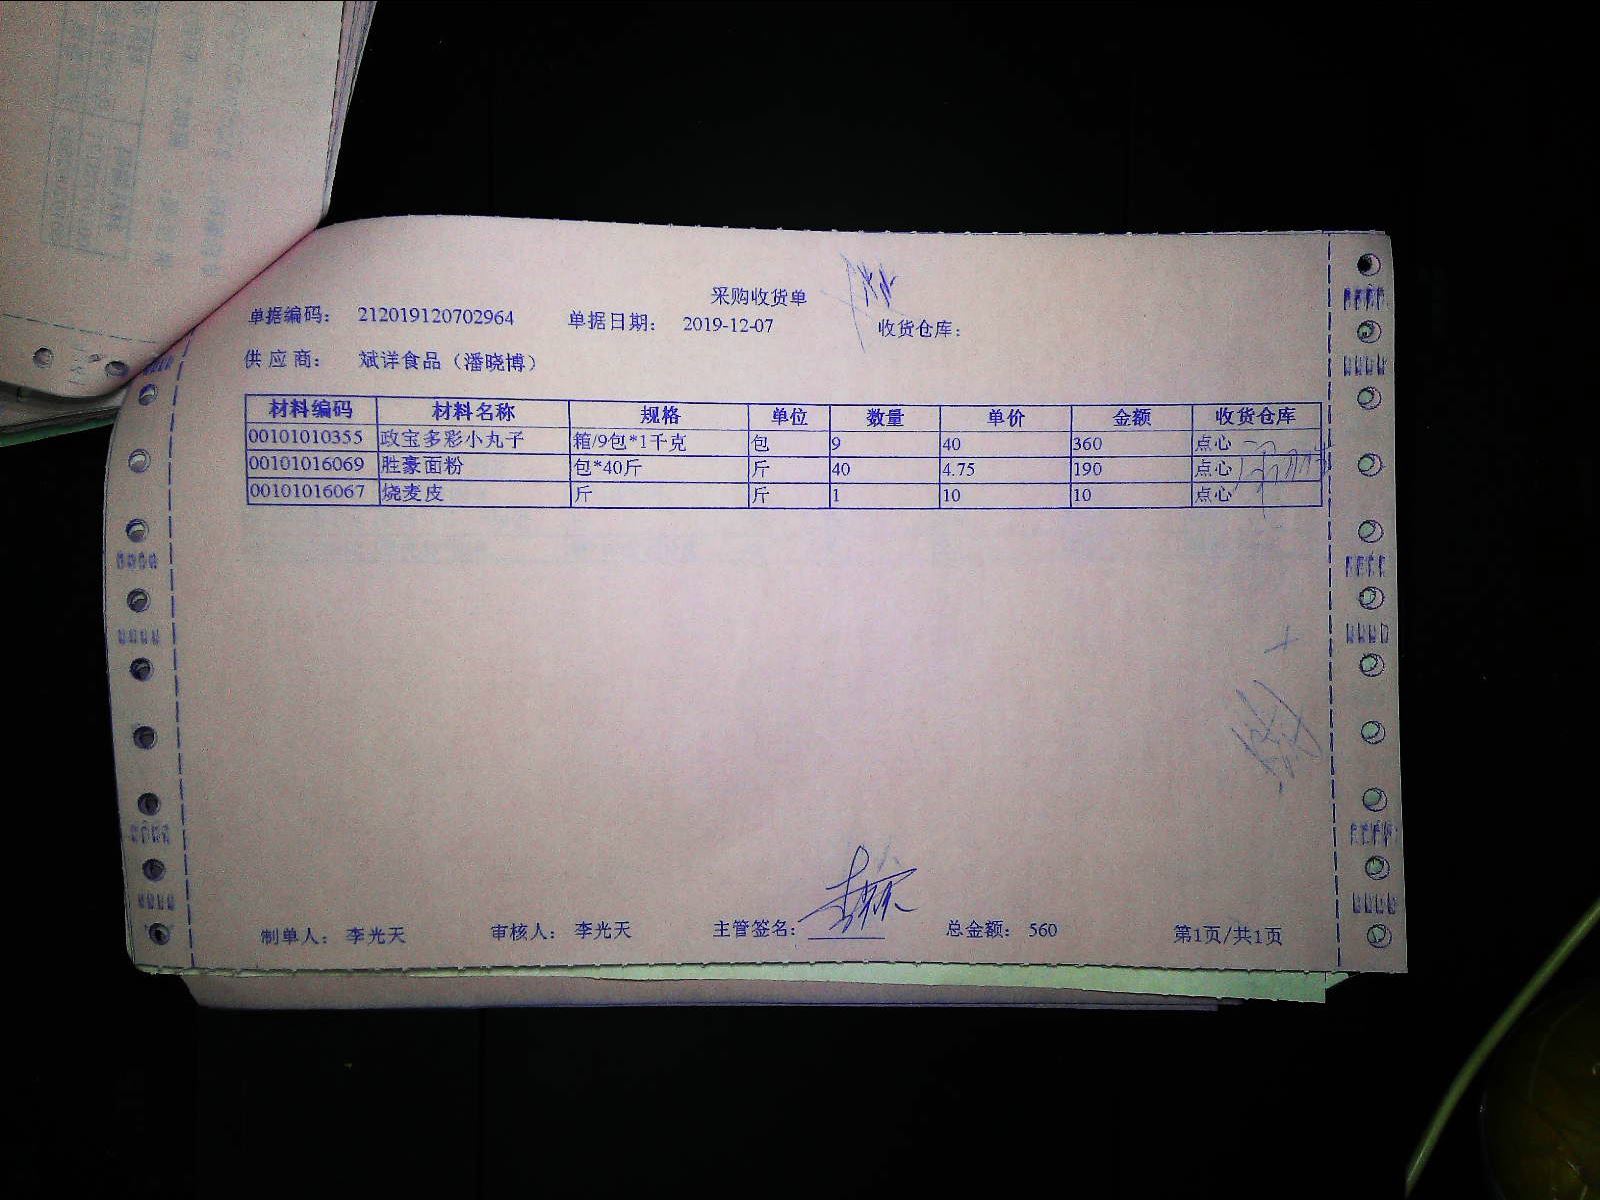 采购收货单
单据编码： 212019120702964 单据日期： 2019-12-07 收货仓库：
供应商： 斌洋食品（潘晓博）
材料编码 材料名称 规格 单位 数量 单价 金额 收货仓库
00101010355 政宝多彩小丸子 箱/9包*1千克 包 9 40 360 点心
00101016069 胜豪面粉 包*40斤 斤 40 4.75 190 点心
00101016067 烧麦皮 斤 斤 1 10 10 点心
制单人： 李光天 审核人： 李光天 主管签名： 总金额： 560 第1页/共1页